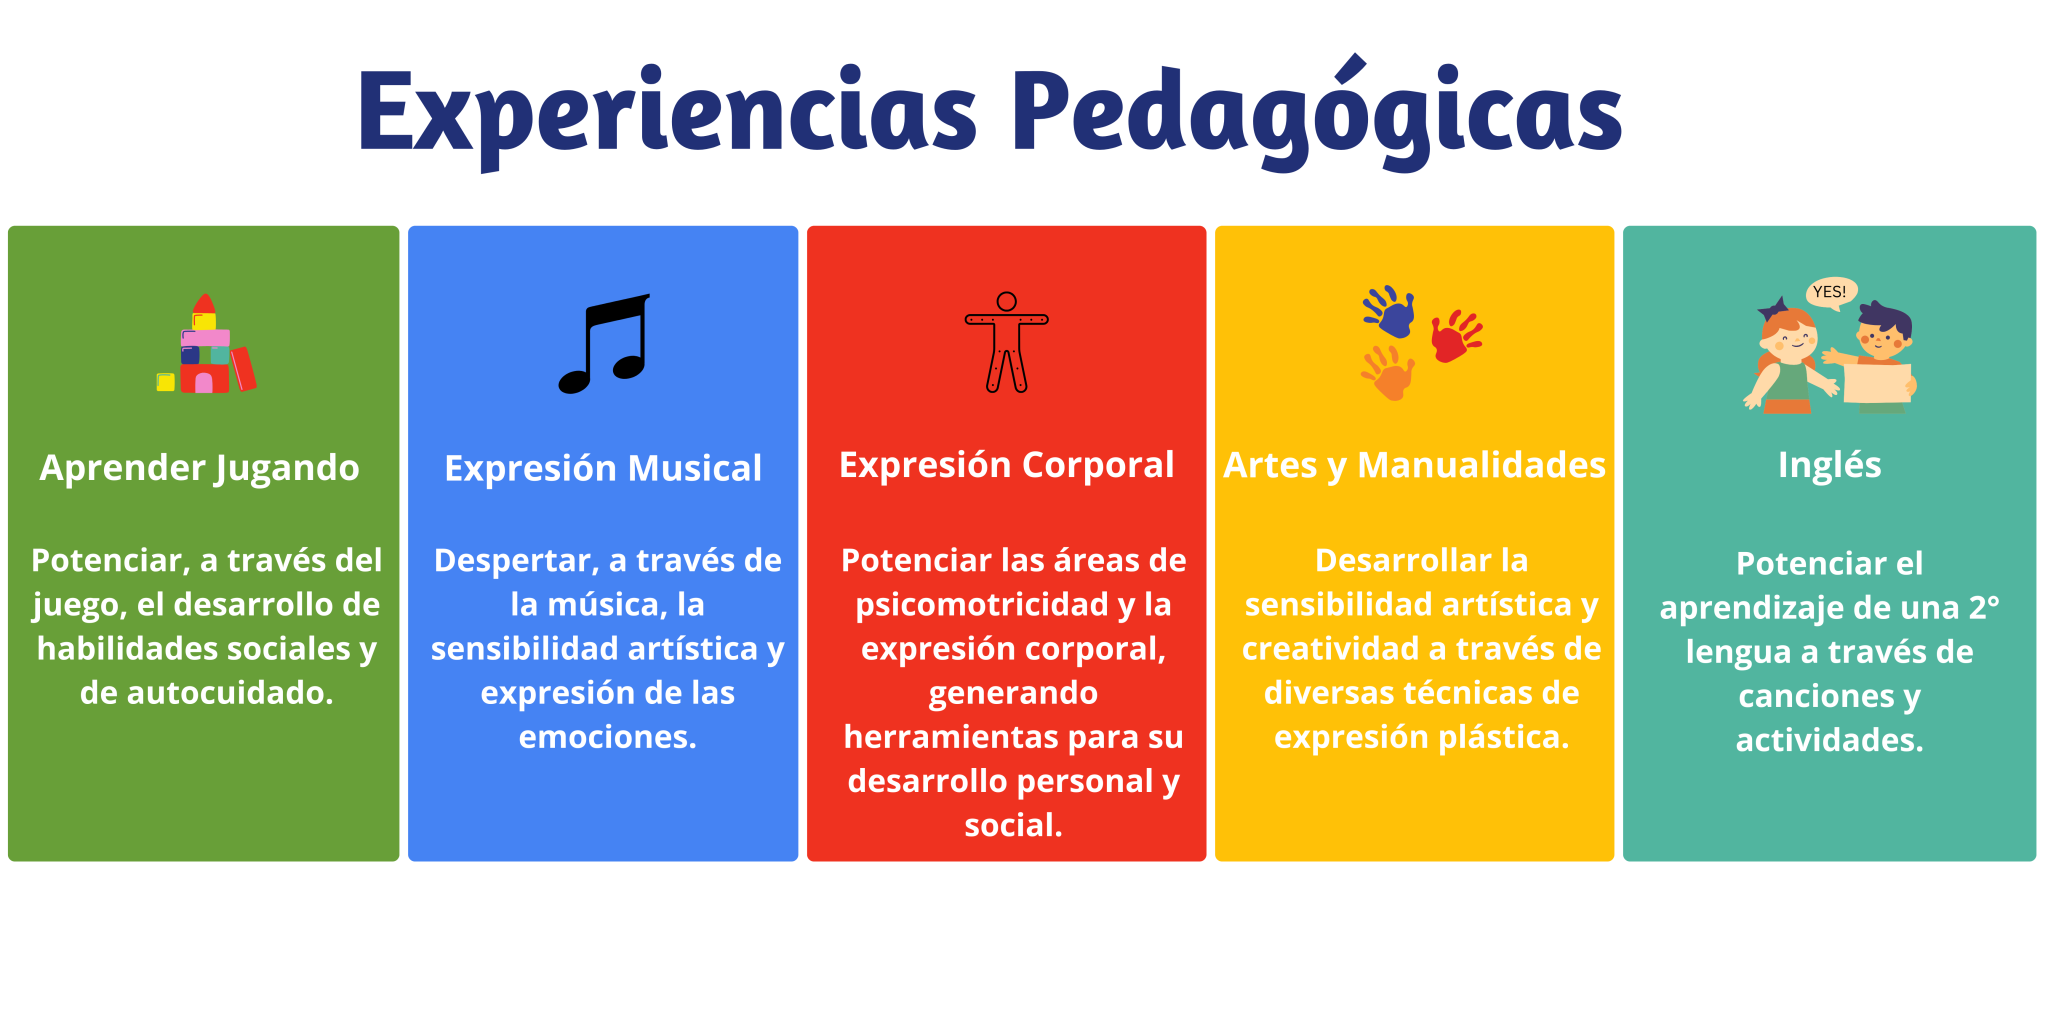 Experiencias Pedagógicas
Aprender Jugando
Potenciar, a través del
juego, el desarrollo de
habilidades sociales y
de autocuidado.
Expresión Musical
Despertar, a través de
la música, la
sensibilidad artística y
expresión de las
emociones.
Expresión Corporal
Potenciar las áreas de
psicomotricidad y la
expresión corporal,
generando
herramientas para su
desarrollo personal y
social.
Artes y Manualidades
Desarrollar la
sensibilidad artística y
creatividad a través de
diversas técnicas de
expresión plástica.
YES!
Inglés
Potenciar el
aprendizaje de una 2°
lengua a través de
canciones y
actividades.